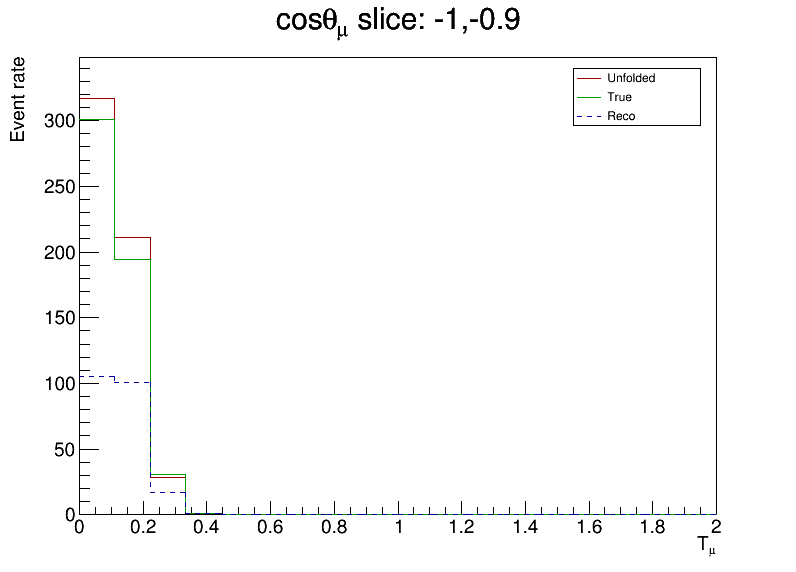 cosθμ slice: -1,-0.9
Event rate
Unfolded
True
Reco
300
250
200
150
100
50
0
0 0.2 0.4 0.6 0.8 1 1.2 1.4 1.6 1.8 2
Tμ